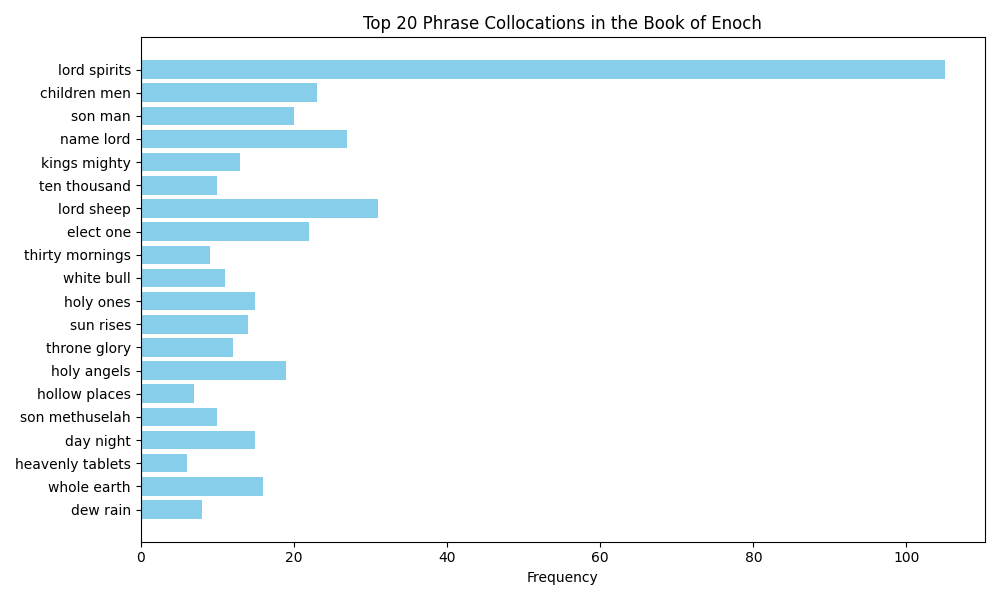 Top 20 Phrase Collocations in the Book of Enoch
lord spirits
children men
son man
name lord
kings mighty
ten thousand
lord sheep
elect one
thirty mornings
white bull
holy ones
sun rises
throne glory
holy angels
hollow places
son methuselah
day night
heavenly tablets
whole earth
dew rain
0 20 40 60 80 100
Frequency